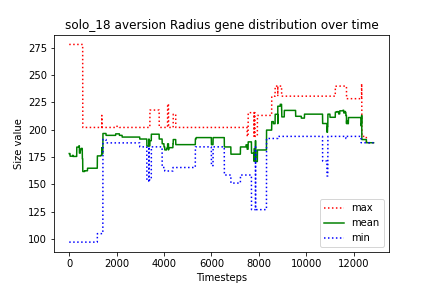 solo_18 aversion Radius gene distribution over time
Size value
275
250
225
200
175
150
125
100
0 2000 4000 6000 8000 10000 12000
Timesteps
max
mean
min